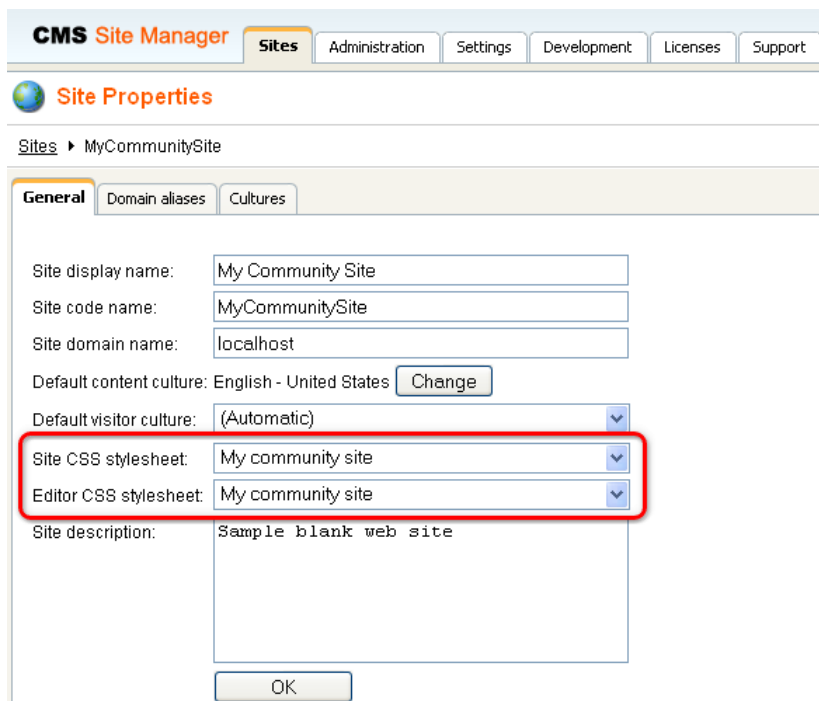 CMS Site Manager Sites Administration Settings Development Licenses Support
Site Properties
Sites ▸ MyCommunitySite
General Domain aliases Cultures
Site display name: My Community Site
Site code name: MyCommunitySite
Site domain name: localhost
Default content culture: English - United States Change
Default visitor culture: (Automatic)
Site CSS stylesheet: My community site
Editor CSS stylesheet: My community site
Site description: Sample blank web site
OK